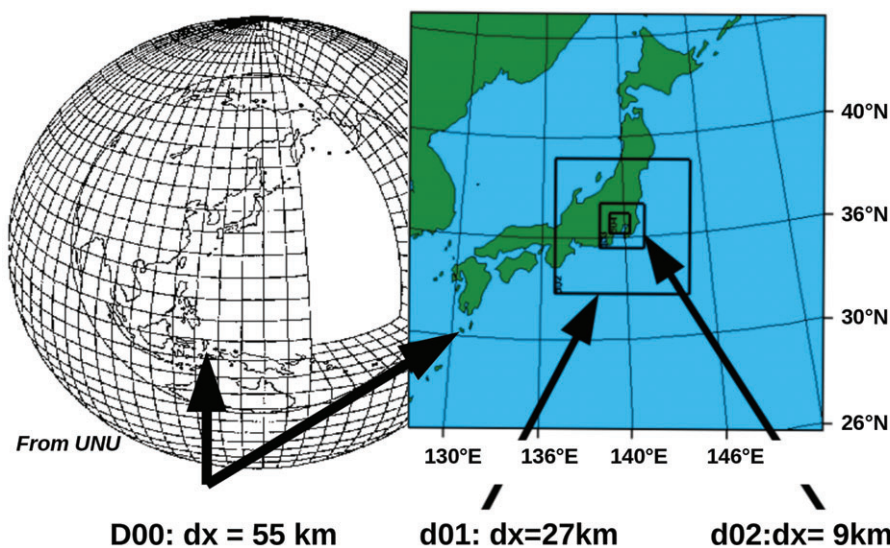 40°N
36°N
30°N
26°N
From UNU
130°E 136°E 140°E 146°E
D00: dx = 55 km d01: dx=27km d02:dx= 9km